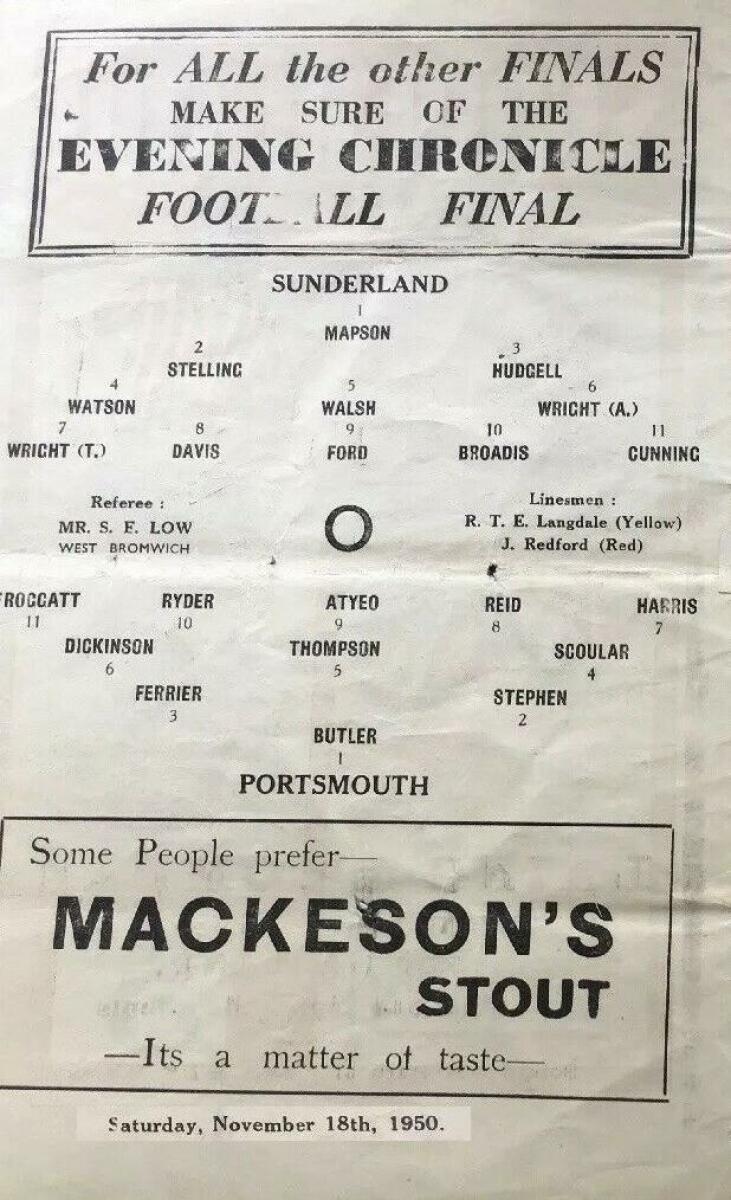 For ALL the other FINALS
MAKE SURE OF THE
EVENING CHRONICLE
FOOTBALL FINAL
SUNDERLAND
1
MAPSON
2 3
STELLING HUDGELL
4 5 6
WATSON WALSH WRIGHT (A.)
7 8 9 10 11
WRIGHT (T.) DAVIS FORD BROADIS CUNNING
Referee :
MR. S. E. LOW
WEST BROMWICH
O
Linesmen :
R. T. E. Langdale (Yellow)
J. Redford (Red)
FROGGATT RYDER ATYEO REID HARRIS
11 10 9 8 7
DICKINSON THOMPSON SCOULAR
6 5 4
FERRIER STEPHEN
3 2
BUTLER
1
PORTSMOUTH
Some People prefer—
MACKESON'S
STOUT
—Its a matter of taste—
Saturday, November 18th, 1950.